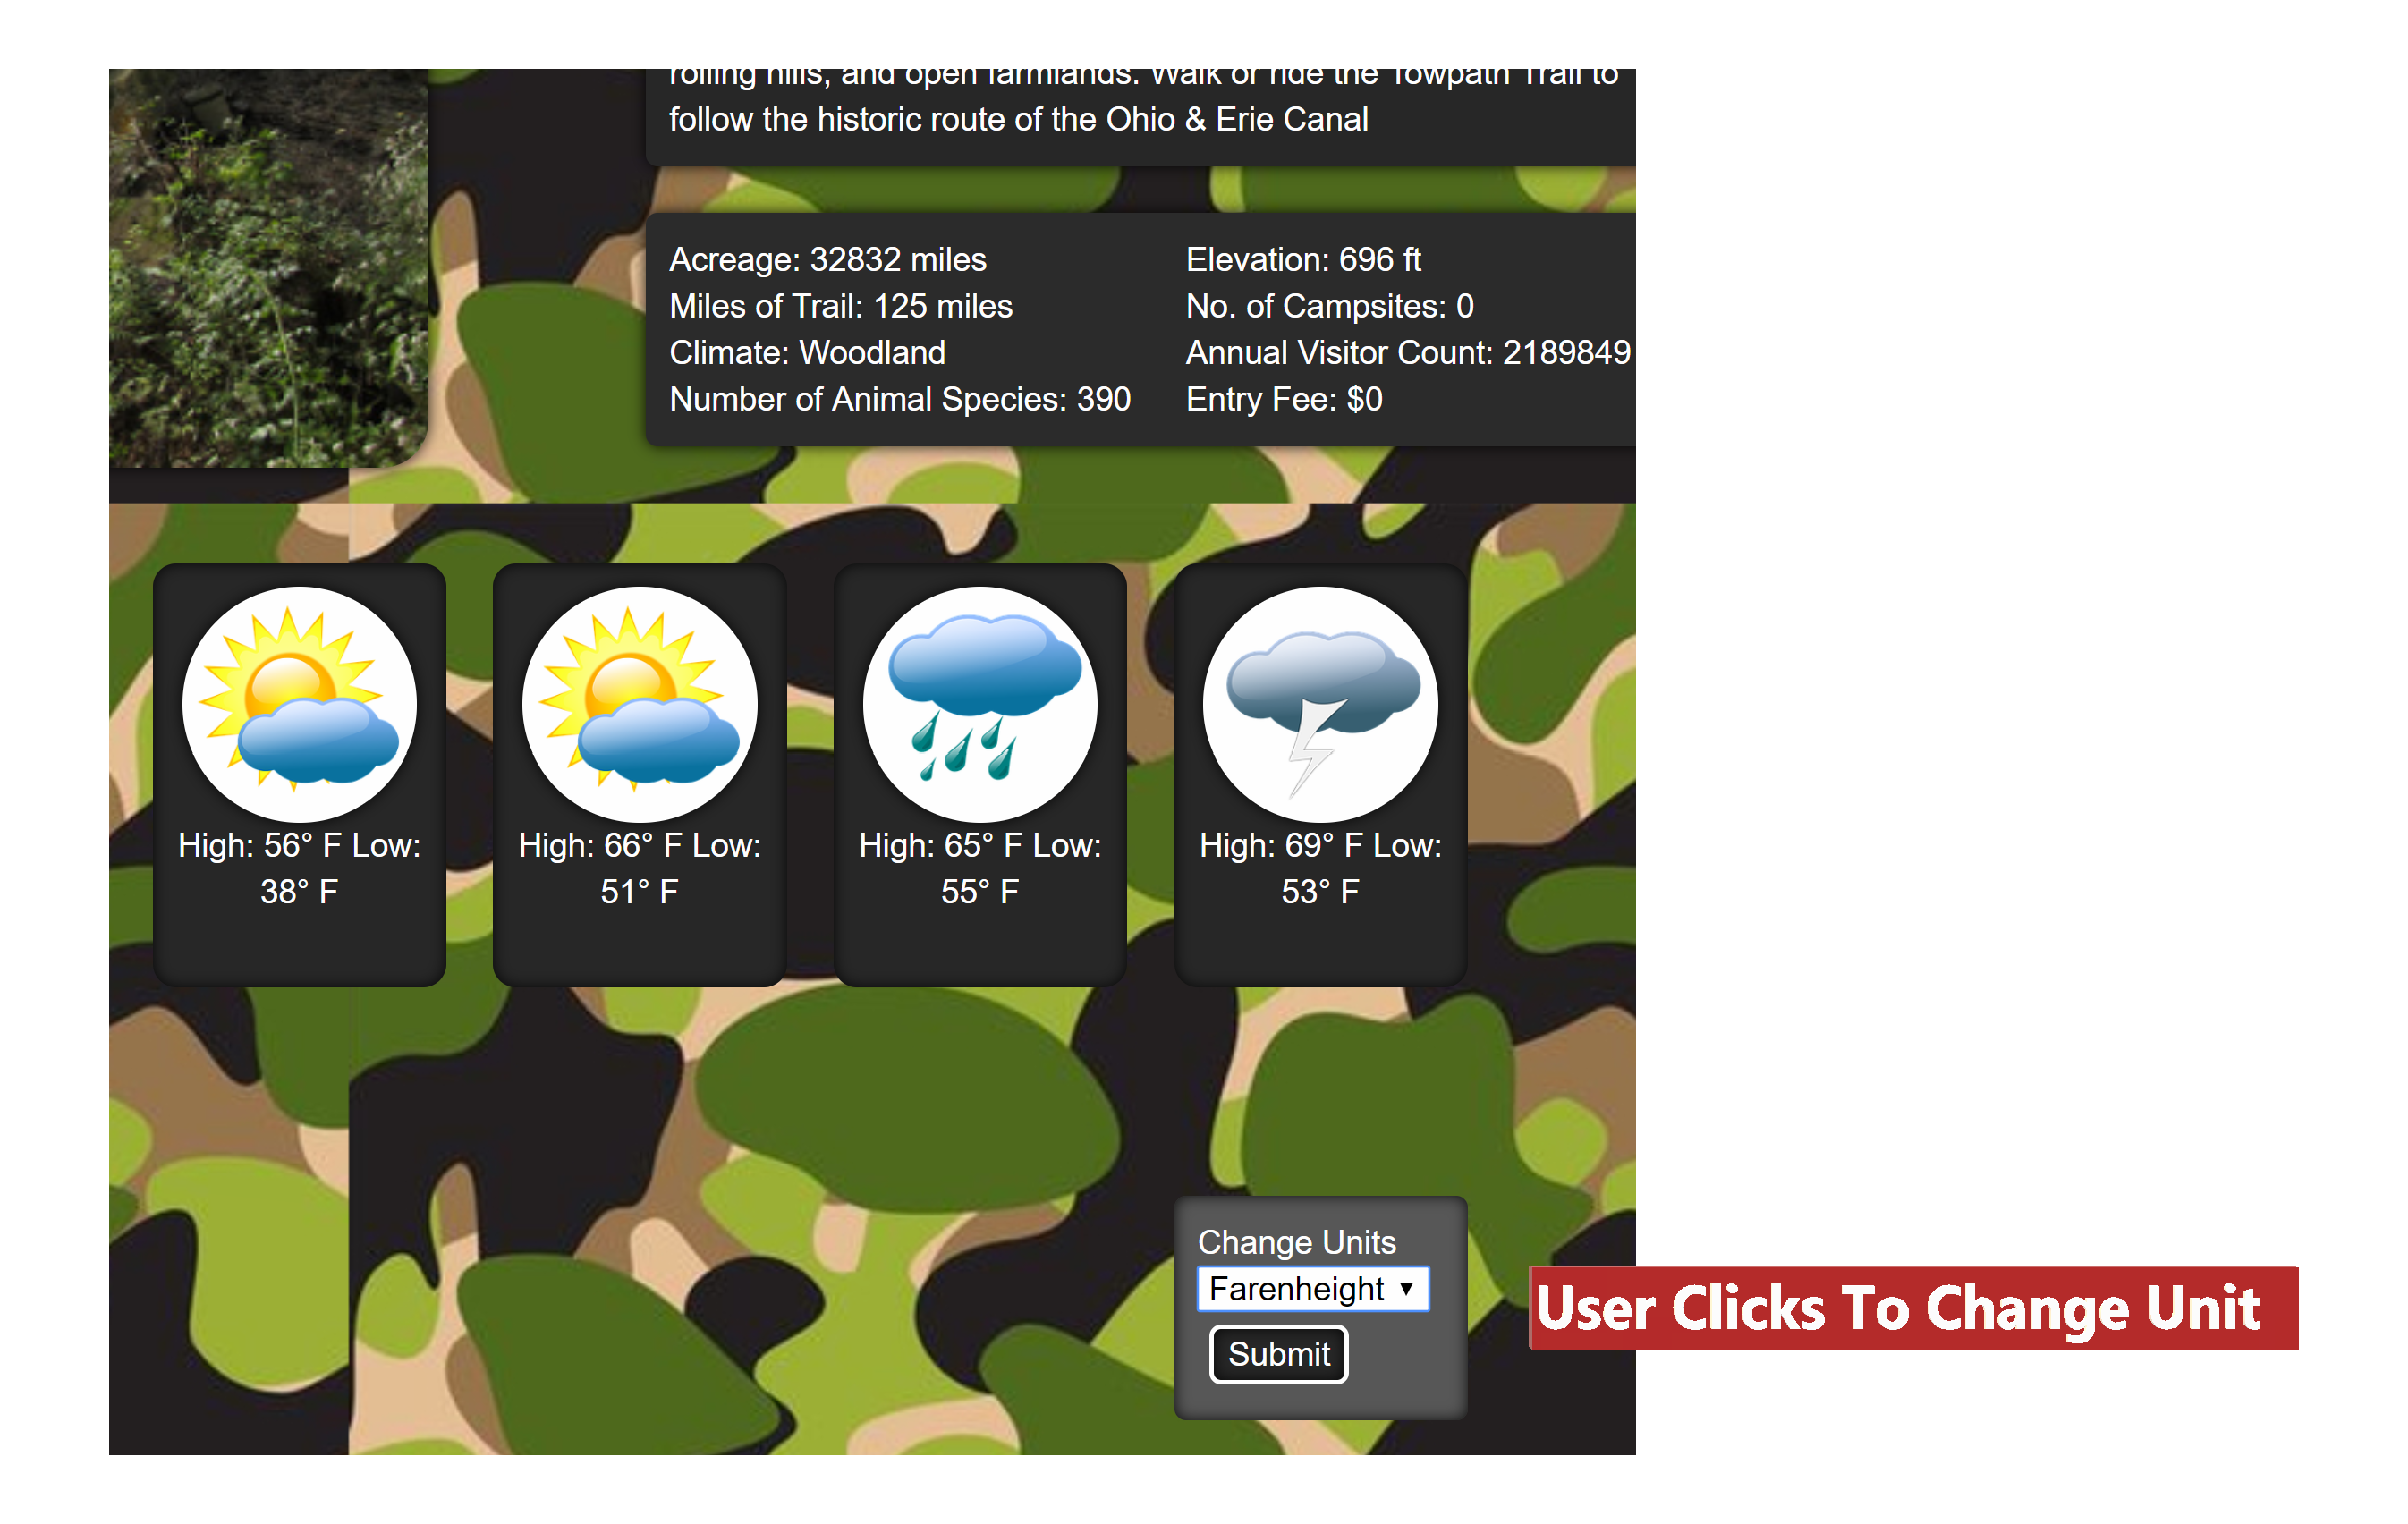 rolling hills, and open farmlands. Walk or ride the Towpath Trail to
follow the historic route of the Ohio & Erie Canal
Acreage: 32832 miles
Miles of Trail: 125 miles
Climate: Woodland
Number of Animal Species: 390
Elevation: 696 ft
No. of Campsites: 0
Annual Visitor Count: 2189849
Entry Fee: $0
High: 56° F Low:
38° F
High: 66° F Low:
51° F
High: 65° F Low:
55° F
High: 69° F Low:
53° F
Change Units
Farenheight
Submit
User Clicks To Change Unit